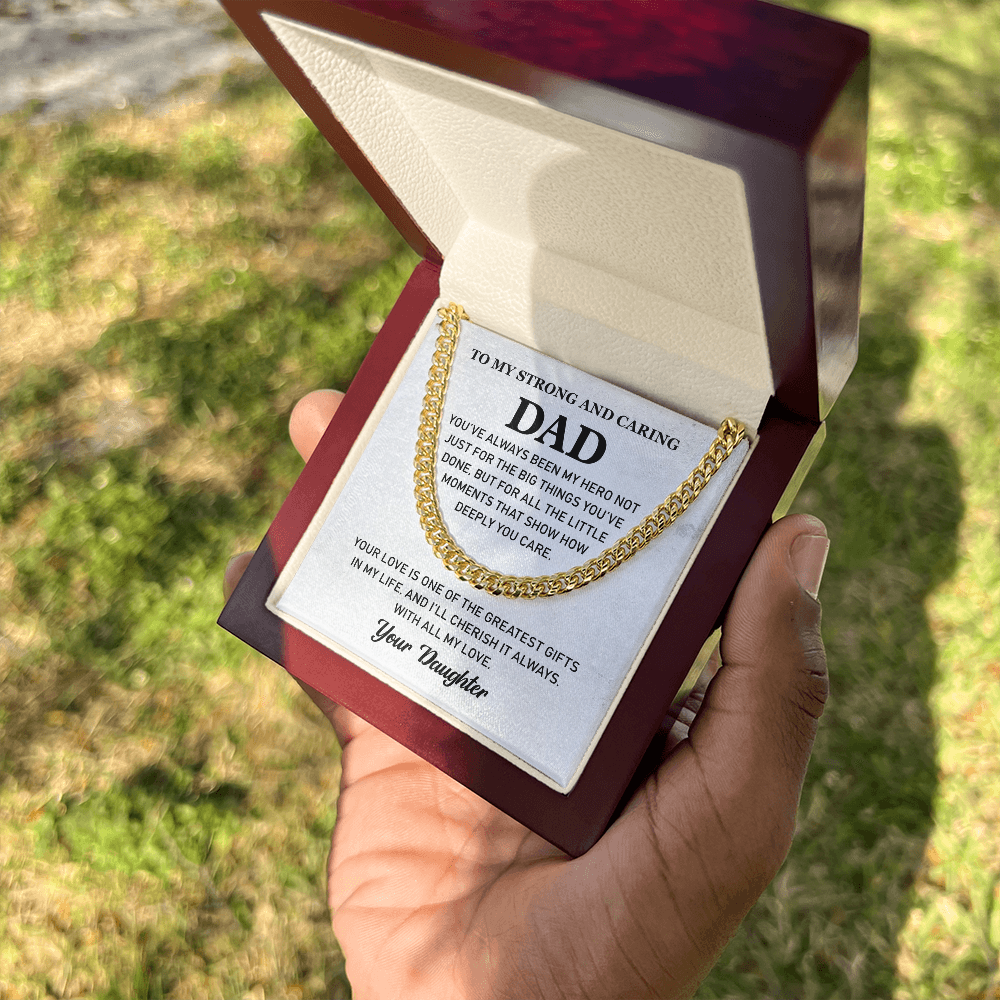 TO MY STRONG AND CARING
DAD
YOU'VE ALWAYS BEEN MY HERO NOT
JUST FOR THE BIG THINGS YOU'VE
DONE, BUT FOR ALL THE LITTLE
MOMENTS THAT SHOW HOW
DEEPLY YOU CARE.
YOUR LOVE IS ONE OF THE GREATEST GIFTS
IN MY LIFE, AND I'LL CHERISH IT ALWAYS.
WITH ALL MY LOVE.
Your Daughter